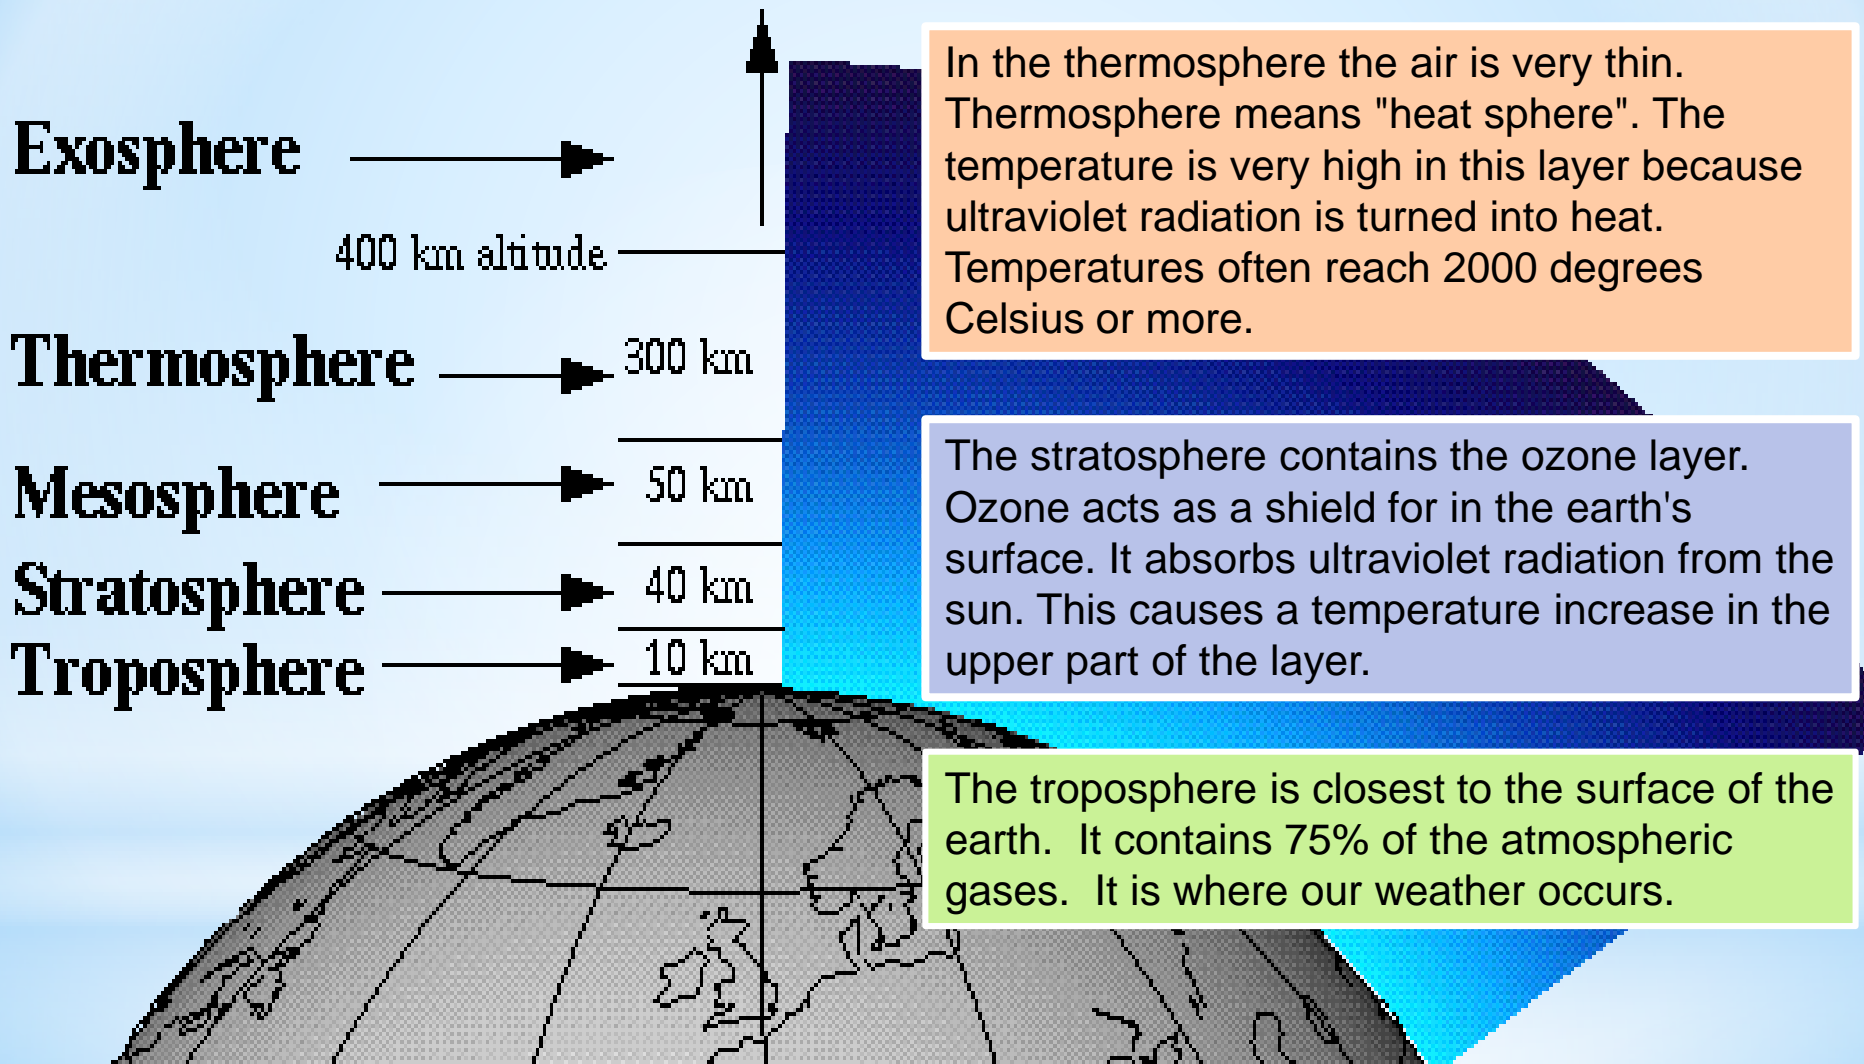 Exosphere
400 km altitude
Thermosphere
300 km
Mesosphere
50 km
Stratosphere
40 km
Troposphere
10 km
In the thermosphere the air is very thin.
Thermosphere means "heat sphere". The
temperature is very high in this layer because
ultraviolet radiation is turned into heat.
Temperatures often reach 2000 degrees
Celsius or more.
The stratosphere contains the ozone layer.
Ozone acts as a shield for in the earth's
surface. It absorbs ultraviolet radiation from the
sun. This causes a temperature increase in the
upper part of the layer.
The troposphere is closest to the surface of the
earth.  It contains 75% of the atmospheric
gases.  It is where our weather occurs.